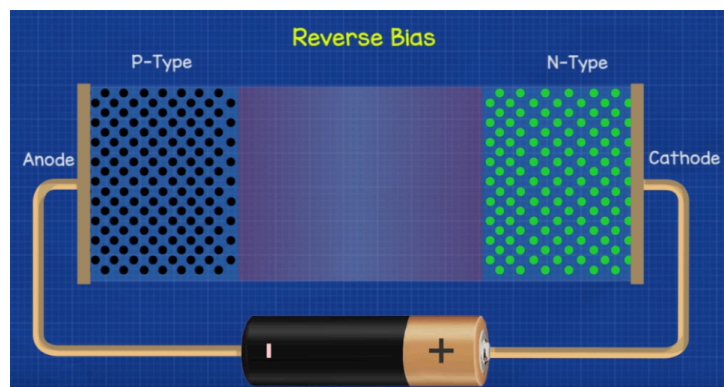 Reverse Bias
P-Type
N-Type
Anode
Cathode
- +